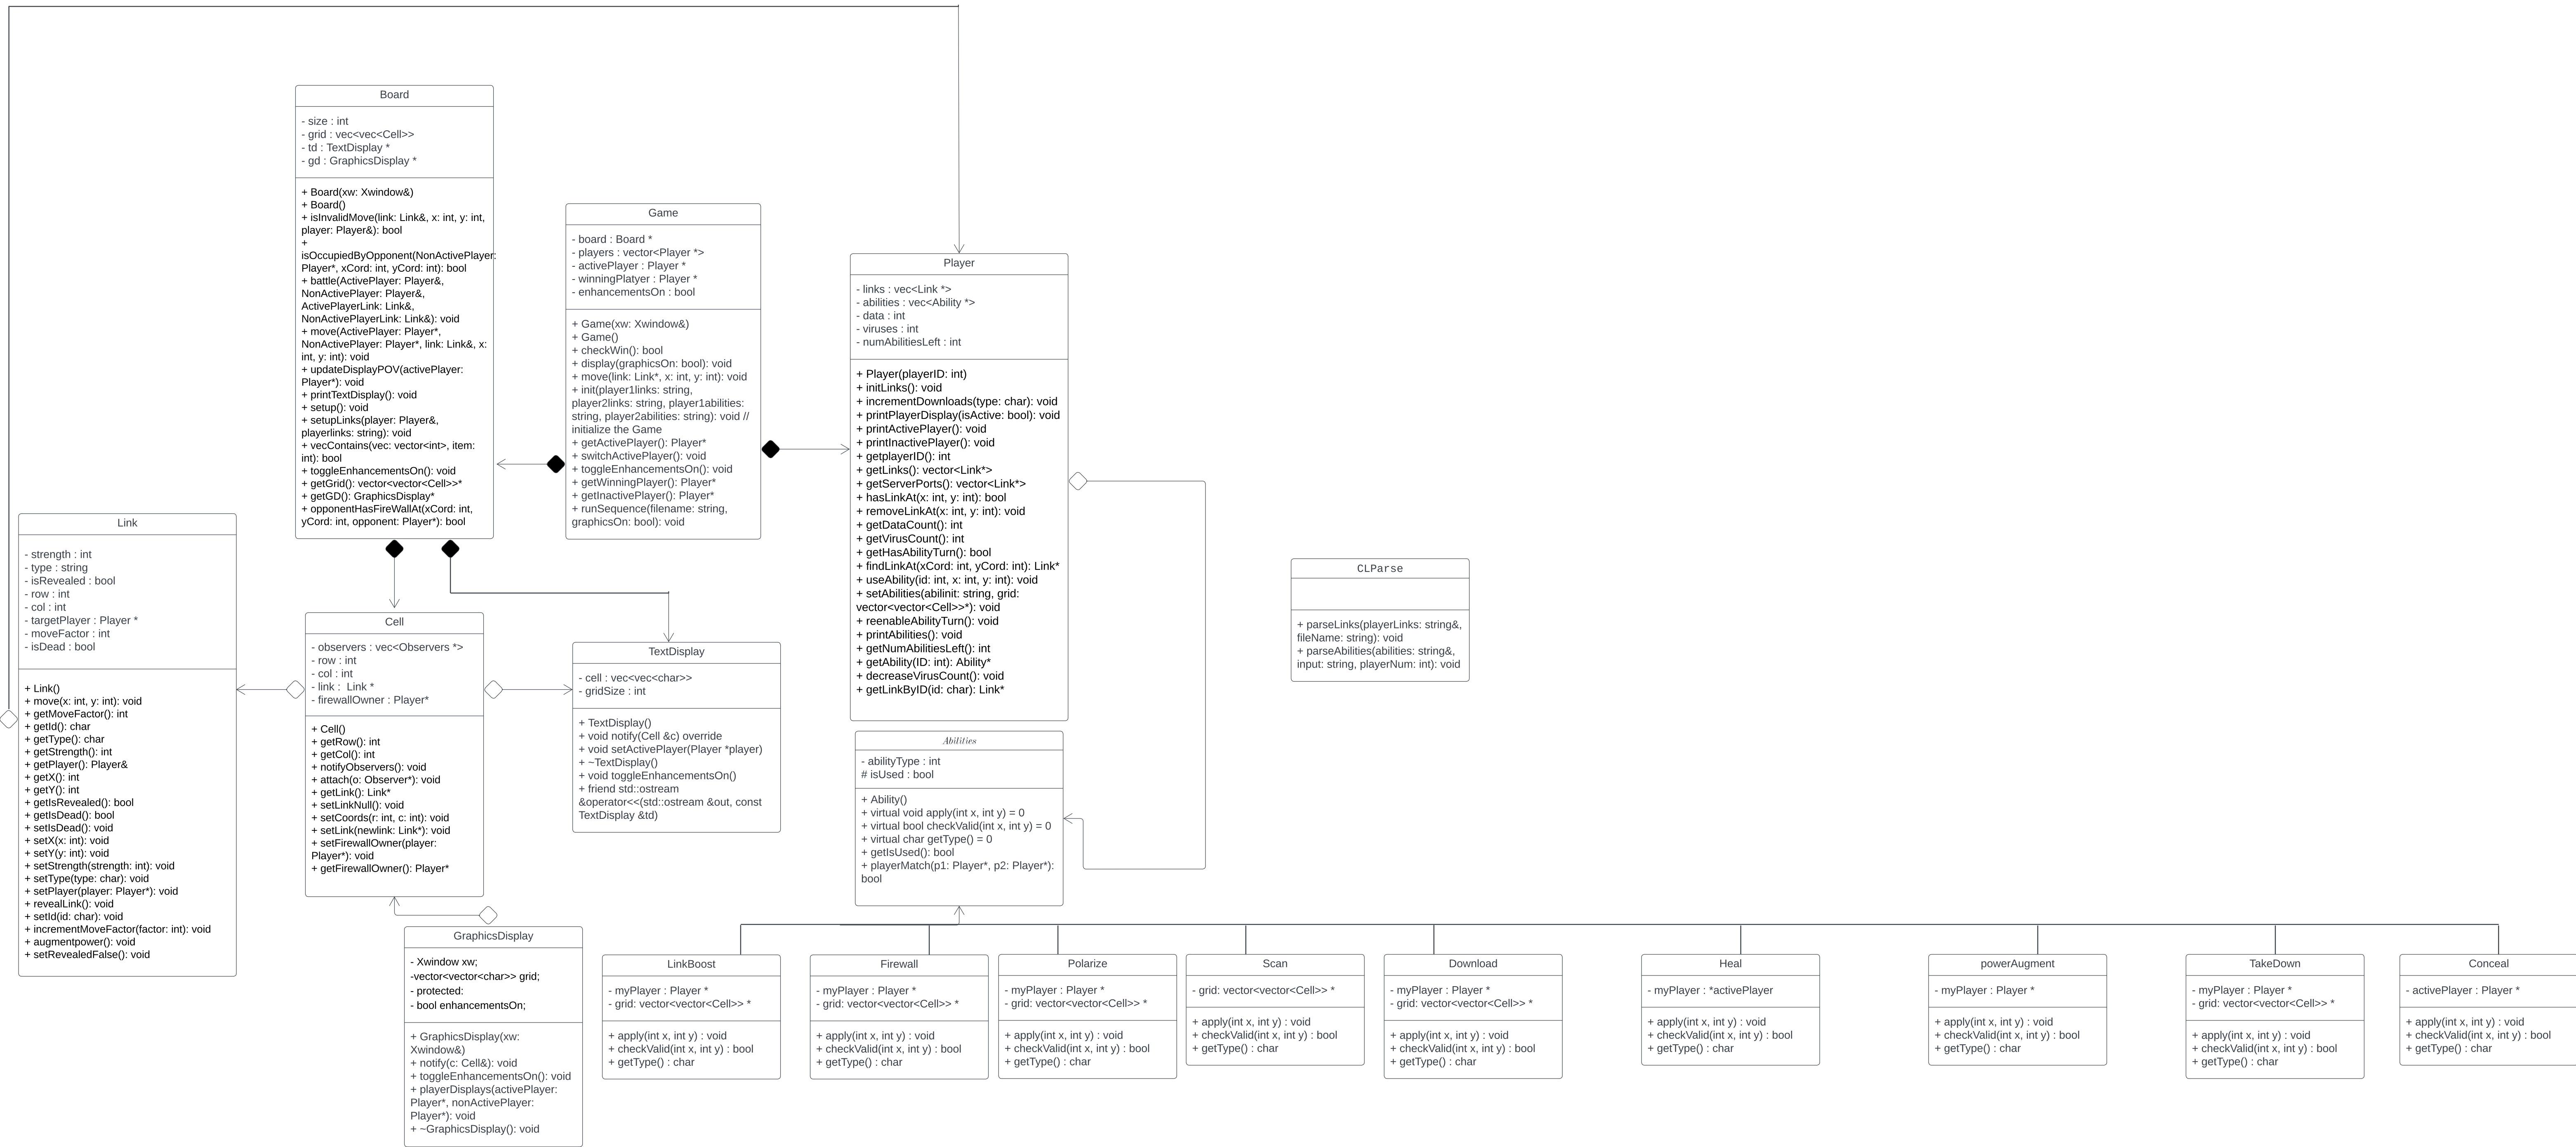 Board
- size : int
- grid : vec<vec<Cell>>
- td : TextDisplay *
- gd : GraphicsDisplay *
+ Board(xw: Xwindow&)
+ Board()
+ isInvalidMove(link: Link&, x: int, y: int,
player: Player&): bool
+
isOccupiedByOpponent(NonActivePlayer:
Player*, xCord: int, yCord: int): bool
+ battle(ActivePlayer: Player&,
NonActivePlayer: Player&,
ActivePlayerLink: Link&,
NonActivePlayerLink: Link&): void
+ move(ActivePlayer: Player*,
NonActivePlayer: Player*, link: Link&, x:
int, y: int): void
+ updateDisplayPOV(activePlayer:
Player*): void
+ printTextDisplay(): void
+ setup(): void
+ setupLinks(player: Player&,
playerlinks: string): void
+ vecContains(vec: vector<int>, item:
int): bool
+ toggleEnhancementsOn(): void
+ getGrid(): vector<vector<Cell>>*
+ getGD(): GraphicsDisplay*
+ opponentHasFireWallAt(xCord: int,
yCord: int, opponent: Player*): bool
Game
- board : Board *
- players : vector<Player *>
- activePlayer : Player *
- winningPlatyer : Player *
- enhancementsOn : bool
+ Game(xw: Xwindow&)
+ Game()
+ checkWin(): bool
+ display(graphicsOn: bool): void
+ move(link: Link*, x: int, y: int): void
+ init(player1links: string,
player2links: string, player1abilities:
string, player2abilities: string): void //
initialize the Game
+ getActivePlayer(): Player*
+ switchActivePlayer(): void
+ toggleEnhancementsOn(): void
+ getWinningPlayer(): Player*
+ getInactivePlayer(): Player*
+ runSequence(filename: string,
graphicsOn: bool): void
Player
- links : vec<Link *>
- abilities : vec<Ability *>
- data : int
- viruses : int
- numAbilitiesLeft : int
+ Player(playerID: int)
+ initLinks(): void
+ incrementDownloads(type: char): void
+ printPlayerDisplay(isActive: bool): void
+ printActivePlayer(): void
+ printInactivePlayer(): void
+ getplayerID(): int
+ getLinks(): vector<Link*>
+ getServerPorts(): vector<Link*>
+ hasLinkAt(x: int, y: int): bool
+ removeLinkAt(x: int, y: int): void
+ getDataCount(): int
+ getVirusCount(): int
+ getHasAbilityTurn(): bool
+ findLinkAt(xCord: int, yCord: int): Link*
+ useAbility(id: int, x: int, y: int): void
+ setAbilities(abilinit: string, grid:
vector<vector<Cell>>*): void
+ reenableAbilityTurn(): void
+ printAbilities(): void
+ getNumAbilitiesLeft(): int
+ getAbility(ID: int): Ability*
+ decreaseVirusCount(): void
+ getLinkByID(id: char): Link*
Link
- strength : int
- type : string
- isRevealed : bool
- row : int
- col : int
- targetPlayer : Player *
- moveFactor : int
- isDead : bool
+ Link()
+ move(x: int, y: int): void
+ getMoveFactor(): int
+ getId(): char
+ getType(): char
+ getStrength(): int
+ getPlayer(): Player&
+ getX(): int
+ getY(): int
+ getIsRevealed(): bool
+ getIsDead(): bool
+ setIsDead(): void
+ setX(x: int): void
+ setY(y: int): void
+ setStrength(strength: int): void
+ setType(type: char): void
+ setPlayer(player: Player*): void
+ revealLink(): void
+ setId(id: char): void
+ incrementMoveFactor(factor: int): void
+ augmentpower(): void
+ setRevealedFalse(): void
Cell
- observers : vec<Observers *>
- row : int
- col : int
- link :  Link *
- firewallOwner : Player*
+ Cell()
+ getRow(): int
+ getCol(): int
+ notifyObservers(): void
+ attach(o: Observer*): void
+ getLink(): Link*
+ setLinkNull(): void
+ setCoords(r: int, c: int): void
+ setLink(newlink: Link*): void
+ setFirewallOwner(player:
Player*): void
+ getFirewallOwner(): Player*
TextDisplay
- cell : vec<vec<char>>
- gridSize : int
+ TextDisplay()
+ void notify(Cell &c) override
+ void setActivePlayer(Player *player)
+ ~TextDisplay()
+ void toggleEnhancementsOn()
+ friend std::ostream
&operator<<(std::ostream &out, const
TextDisplay &td)
CLParse
+ parseLinks(playerLinks: string&,
fileName: string): void
+ parseAbilities(abilities: string&,
input: string, playerNum: int): void
Abilities
- abilityType : int
# isUsed : bool
+ Ability()
+ virtual void apply(int x, int y) = 0
+ virtual bool checkValid(int x, int y) = 0
+ virtual char getType() = 0
+ getIsUsed(): bool
+ playerMatch(p1: Player*, p2: Player*):
bool
GraphicsDisplay
- Xwindow xw;
-vector<vector<char>> grid;
- protected:
- bool enhancementsOn;
+ GraphicsDisplay(xw:
Xwindow&)
+ notify(c: Cell&): void
+ toggleEnhancementsOn(): void
+ playerDisplays(activePlayer:
Player*, nonActivePlayer:
Player*): void
+ ~GraphicsDisplay(): void
LinkBoost
- myPlayer : Player *
- grid: vector<vector<Cell>> *
+ apply(int x, int y) : void
+ checkValid(int x, int y) : bool
+ getType() : char
Firewall
- myPlayer : Player *
- grid: vector<vector<Cell>> *
+ apply(int x, int y) : void
+ checkValid(int x, int y) : bool
+ getType() : char
Polarize
- myPlayer : Player *
- grid: vector<vector<Cell>> *
+ apply(int x, int y) : void
+ checkValid(int x, int y) : bool
+ getType() : char
Scan
- grid: vector<vector<Cell>> *
+ apply(int x, int y) : void
+ checkValid(int x, int y) : bool
+ getType() : char
Download
- myPlayer : Player *
- grid: vector<vector<Cell>> *
+ apply(int x, int y) : void
+ checkValid(int x, int y) : bool
+ getType() : char
Heal
- myPlayer : *activePlayer
+ apply(int x, int y) : void
+ checkValid(int x, int y) : bool
+ getType() : char
powerAugment
- myPlayer : Player *
+ apply(int x, int y) : void
+ checkValid(int x, int y) : bool
+ getType() : char
TakeDown
- myPlayer : Player *
- grid: vector<vector<Cell>> *
+ apply(int x, int y) : void
+ checkValid(int x, int y) : bool
+ getType() : char
Conceal
- activePlayer : Player *
+ apply(int x, int y) : void
+ checkValid(int x, int y) : bool
+ getType() : char